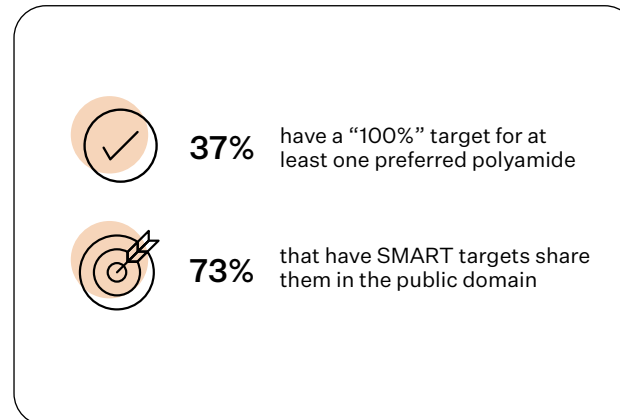 37%
have a “100%” target for at
least one preferred polyamide
73%
that have SMART targets share
them in the public domain